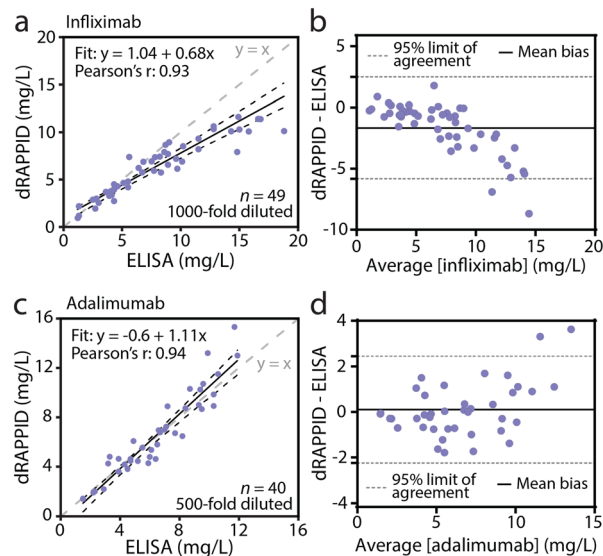 a
Infliximab
Fit: y = 1.04 + 0.68x
Pearson's r: 0.93
y = x
n = 49
1000-fold diluted
20
15
10
5
0
0
5
10
15
20
dRAPPID (mg/L)
ELISA (mg/L)
b
95% limit of
agreement
Mean bias
5
0
-5
-10
0
5
10
15
20
dRAPPID - ELISA
Average [infliximab] (mg/L)
c
Adalimumab
Fit: y = -0.6 + 1.11x
Pearson's r: 0.94
y = x
n = 40
500-fold diluted
16
12
8
4
0
0
4
8
12
16
dRAPPID (mg/L)
ELISA (mg/L)
d
4
2
0
-2
-4
95% limit of
agreement
Mean bias
0
5
10
15
dRAPPID - ELISA
Average [adalimumab] (mg/L)